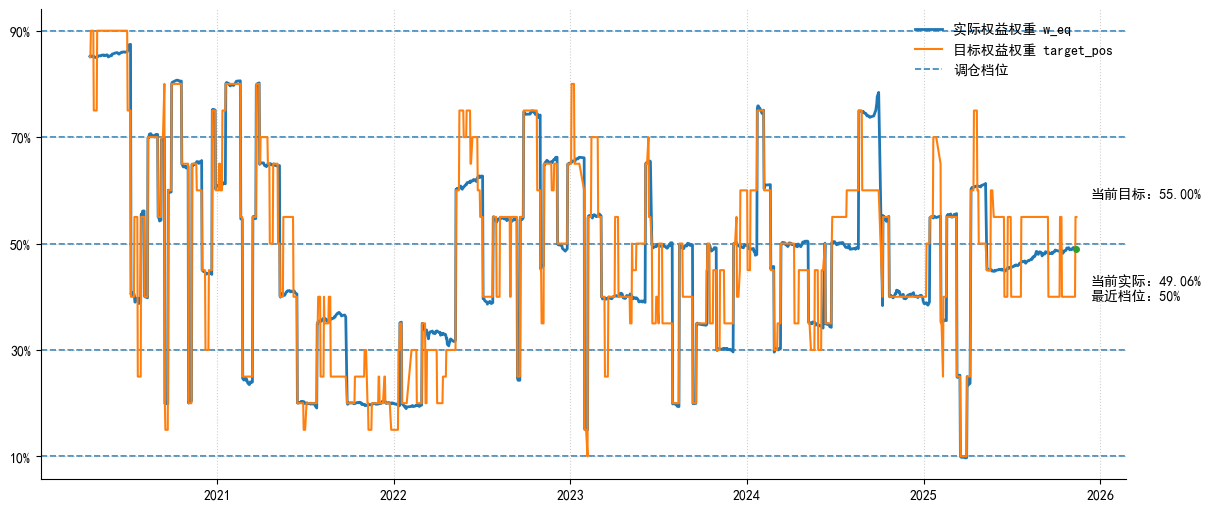 90%
70%
50%
30%
10%
实际权益权重 w_eq
目标权益权重 target_pos
调仓档位
当前目标：55.00%
当前实际：49.06%
最近档位：50%
2021
2022
2023
2024
2025
2026